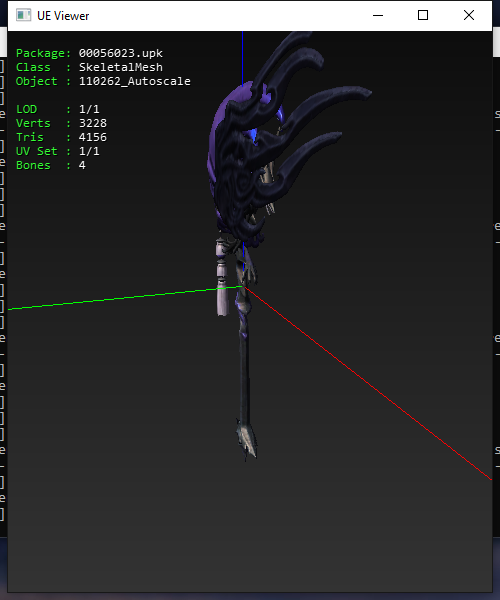 UE Viewer
Package: 00056023.upk
Class  : SkeletalMesh
Object : 110262_Autoscale
LOD    : 1/1
Verts  : 3228
Tris   : 4156
UV Set : 1/1
Bones  : 4